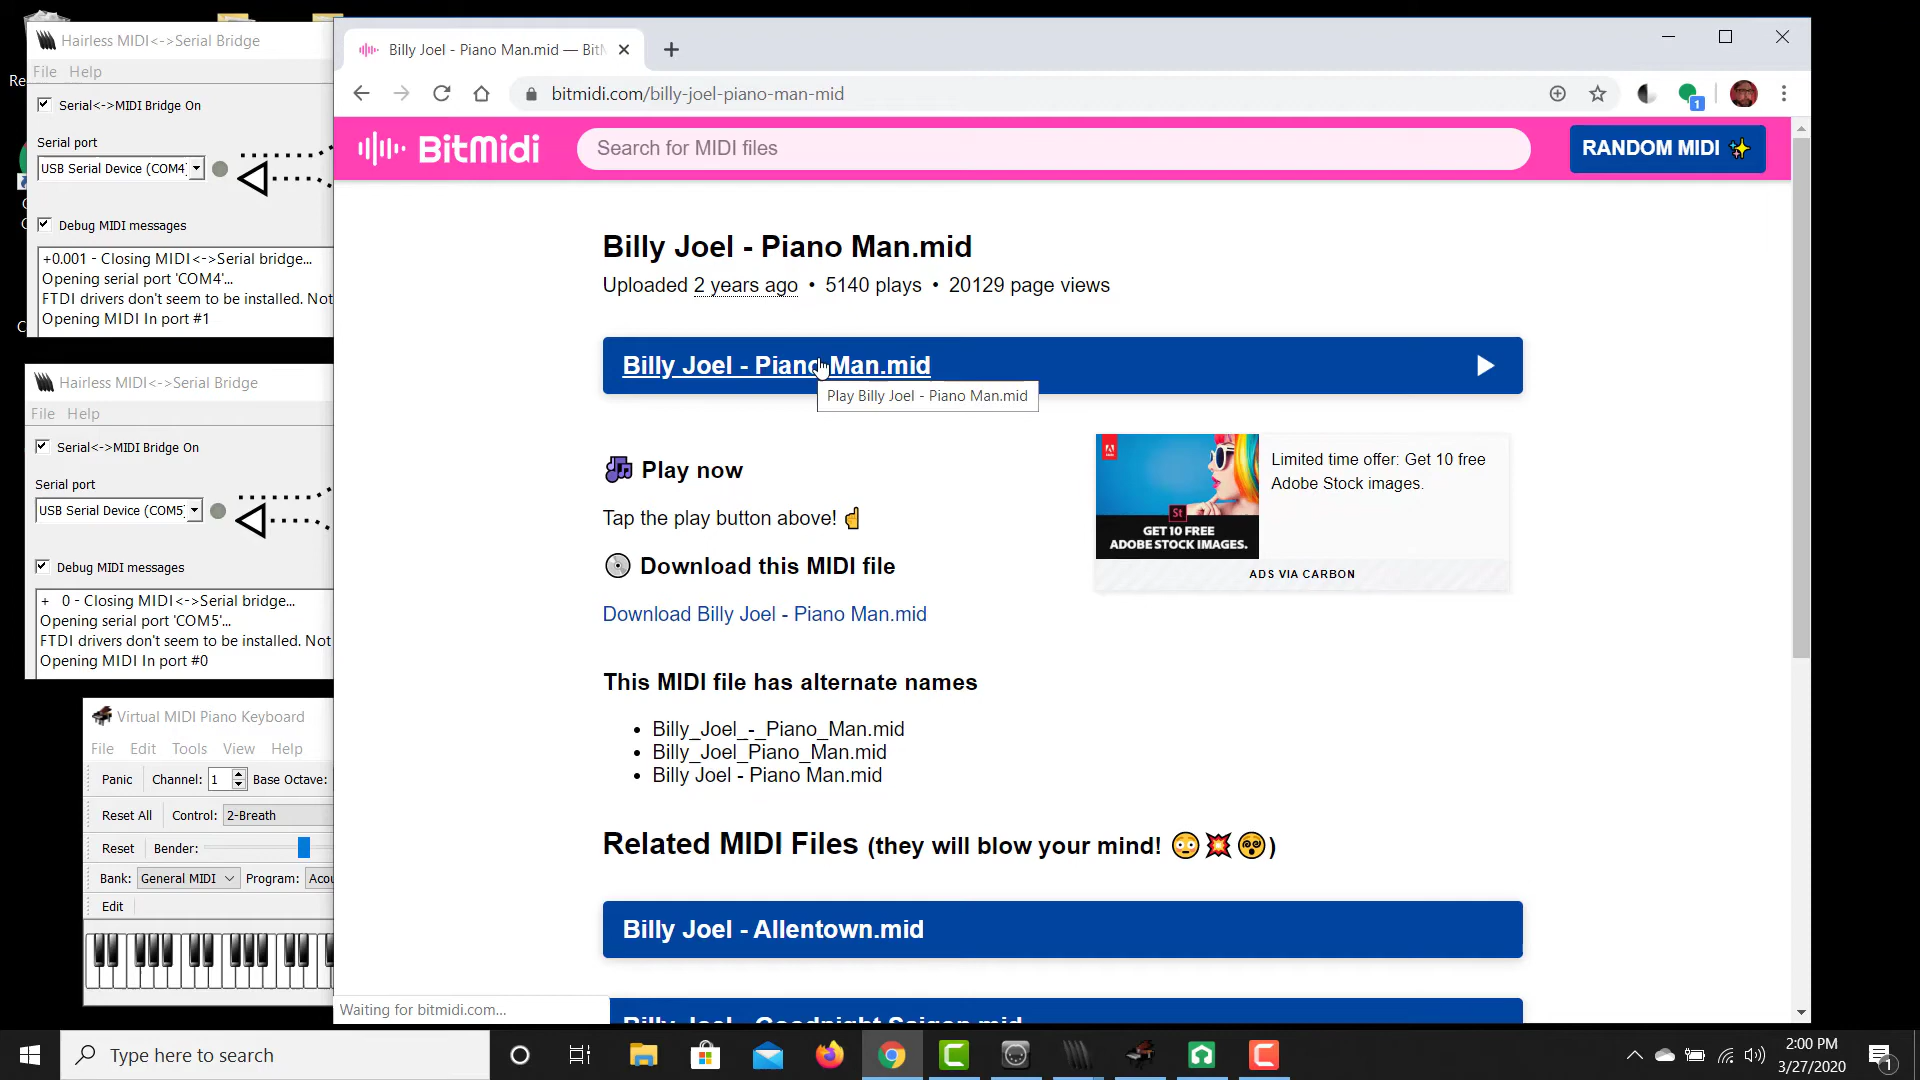 Hairless MIDI<->Serial Bridge
File Help
Serial<->MIDI Bridge On
Serial port
USB Serial Device (COM4
Debug MIDI messages
+0.001 - Closing MIDI<->Serial bridge...
Opening serial port 'COM4'...
FTDI drivers don't seem to be installed. Not
Opening MIDI In port #1
Hairless MIDI<->Serial Bridge
File Help
Serial<->MIDI Bridge On
Serial port
USB Serial Device (COM5
Debug MIDI messages
+ 0 - Closing MIDI<->Serial bridge...
Opening serial port 'COM5'...
FTDI drivers don't seem to be installed. Not
Opening MIDI In port #0
Virtual MIDI Piano Keyboard
File Edit Tools View Help
Panic Channel: 1 Base Octave:
Reset All Control: 2-Breath
Reset Bender:
Bank: General MIDI Program: Acou
Edit
Billy Joel - Piano Man.mid — BitM
bitmidi.com/billy-joel-piano-man-mid
1
BitMidi Search for MIDI files RANDOM MIDI ✨
Billy Joel - Piano Man.mid
Uploaded 2 years ago • 5140 plays • 20129 page views
Billy Joel - Piano Man.mid
Play Billy Joel - Piano Man.mid
🎶 Play now
Tap the play button above! ☝
💿 Download this MIDI file
Download Billy Joel - Piano Man.mid
St
GET 10 FREE
ADOBE STOCK IMAGES.
Limited time offer: Get 10 free
Adobe Stock images.
ADS VIA CARBON
This MIDI file has alternate names
• Billy_Joel_-_Piano_Man.mid
• Billy_Joel_Piano_Man.mid
• Billy Joel - Piano Man.mid
Related MIDI Files (they will blow your mind! 😳💥😵)
Billy Joel - Allentown.mid
Billy Joel - Goodnight Saigon.mid
Waiting for bitmidi.com...
Type here to search
2:00 PM
3/27/2020
1